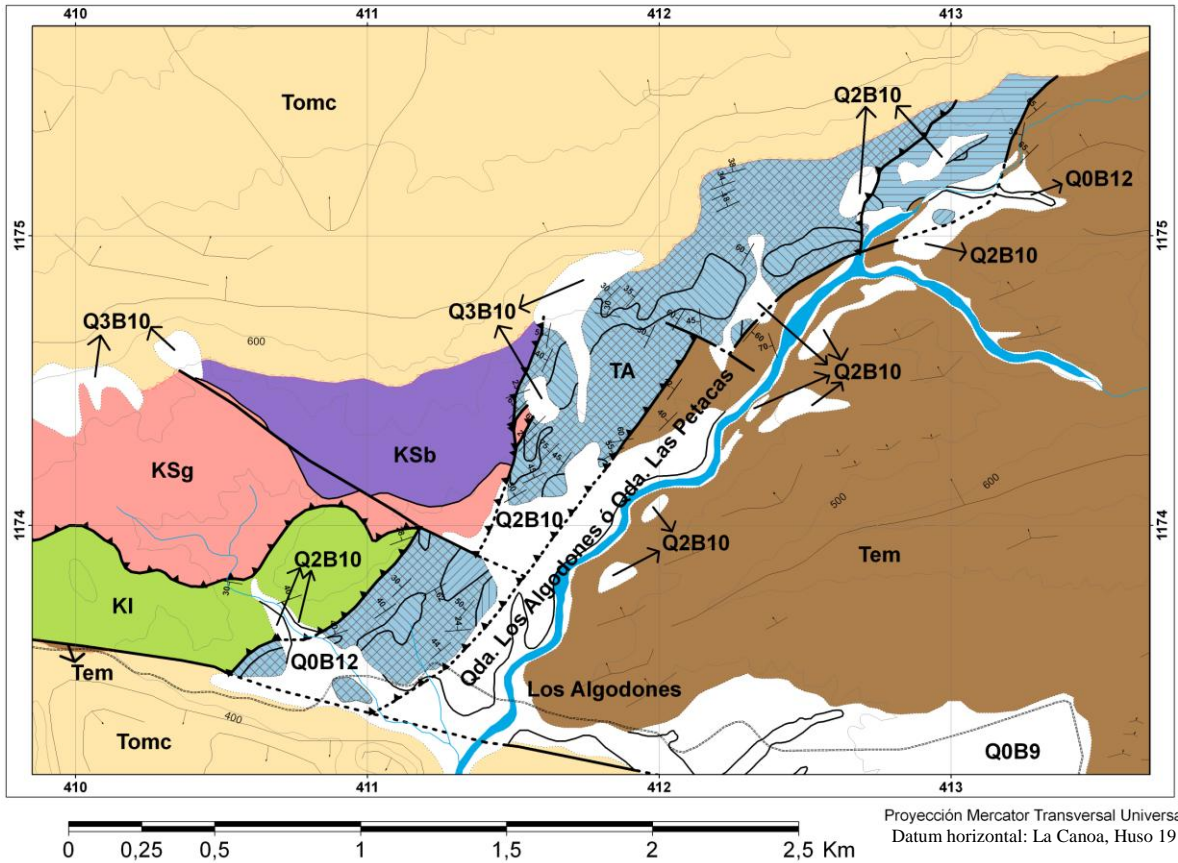 410 411 412 413
Tomc
Q2B10
Q0B12
1175 1175
Q2B10
Q3B10
Q3B10
600
TA
Q2B10
KSb
KSg
Qda. Los Algodones ó Qda. Las Petacas
500
600
Q2B10
1174 1174
Q2B10
Q2B10
Tem
Kl
Q0B12
Tem
Los Algodones
400
Tomc
Q0B9
410 411 412 413
0 0,25 0,5 1 1,5 2 2,5 Km
Proyección Mercator Transversal Universa
Datum horizontal: La Canoa, Huso 19